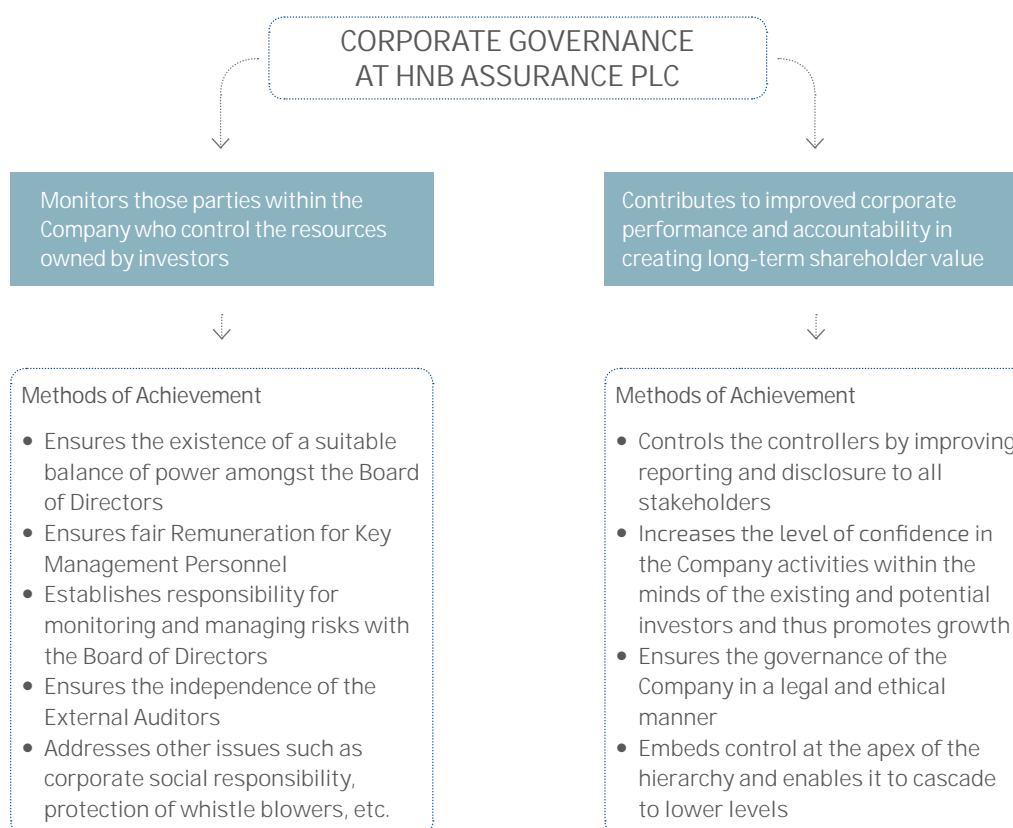 CORPORATE GOVERNANCE
AT HNB ASSURANCE PLC
Monitors those parties within the
Company who control the resources
owned by investors
Methods of Achievement
• Ensures the existence of a suitable
balance of power amongst the Board
of Directors
• Ensures fair Remuneration for Key
Management Personnel
• Establishes responsibility for
monitoring and managing risks with
the Board of Directors
• Ensures the independence of the
External Auditors
• Addresses other issues such as
corporate social responsibility,
protection of whistle blowers, etc.
Contributes to improved corporate
performance and accountability in
creating long-term shareholder value
Methods of Achievement
• Controls the controllers by improving
reporting and disclosure to all
stakeholders
• Increases the level of confidence in
the Company activities within the
minds of the existing and potential
investors and thus promotes growth
• Ensures the governance of the
Company in a legal and ethical
manner
• Embeds control at the apex of the
hierarchy and enables it to cascade
to lower levels